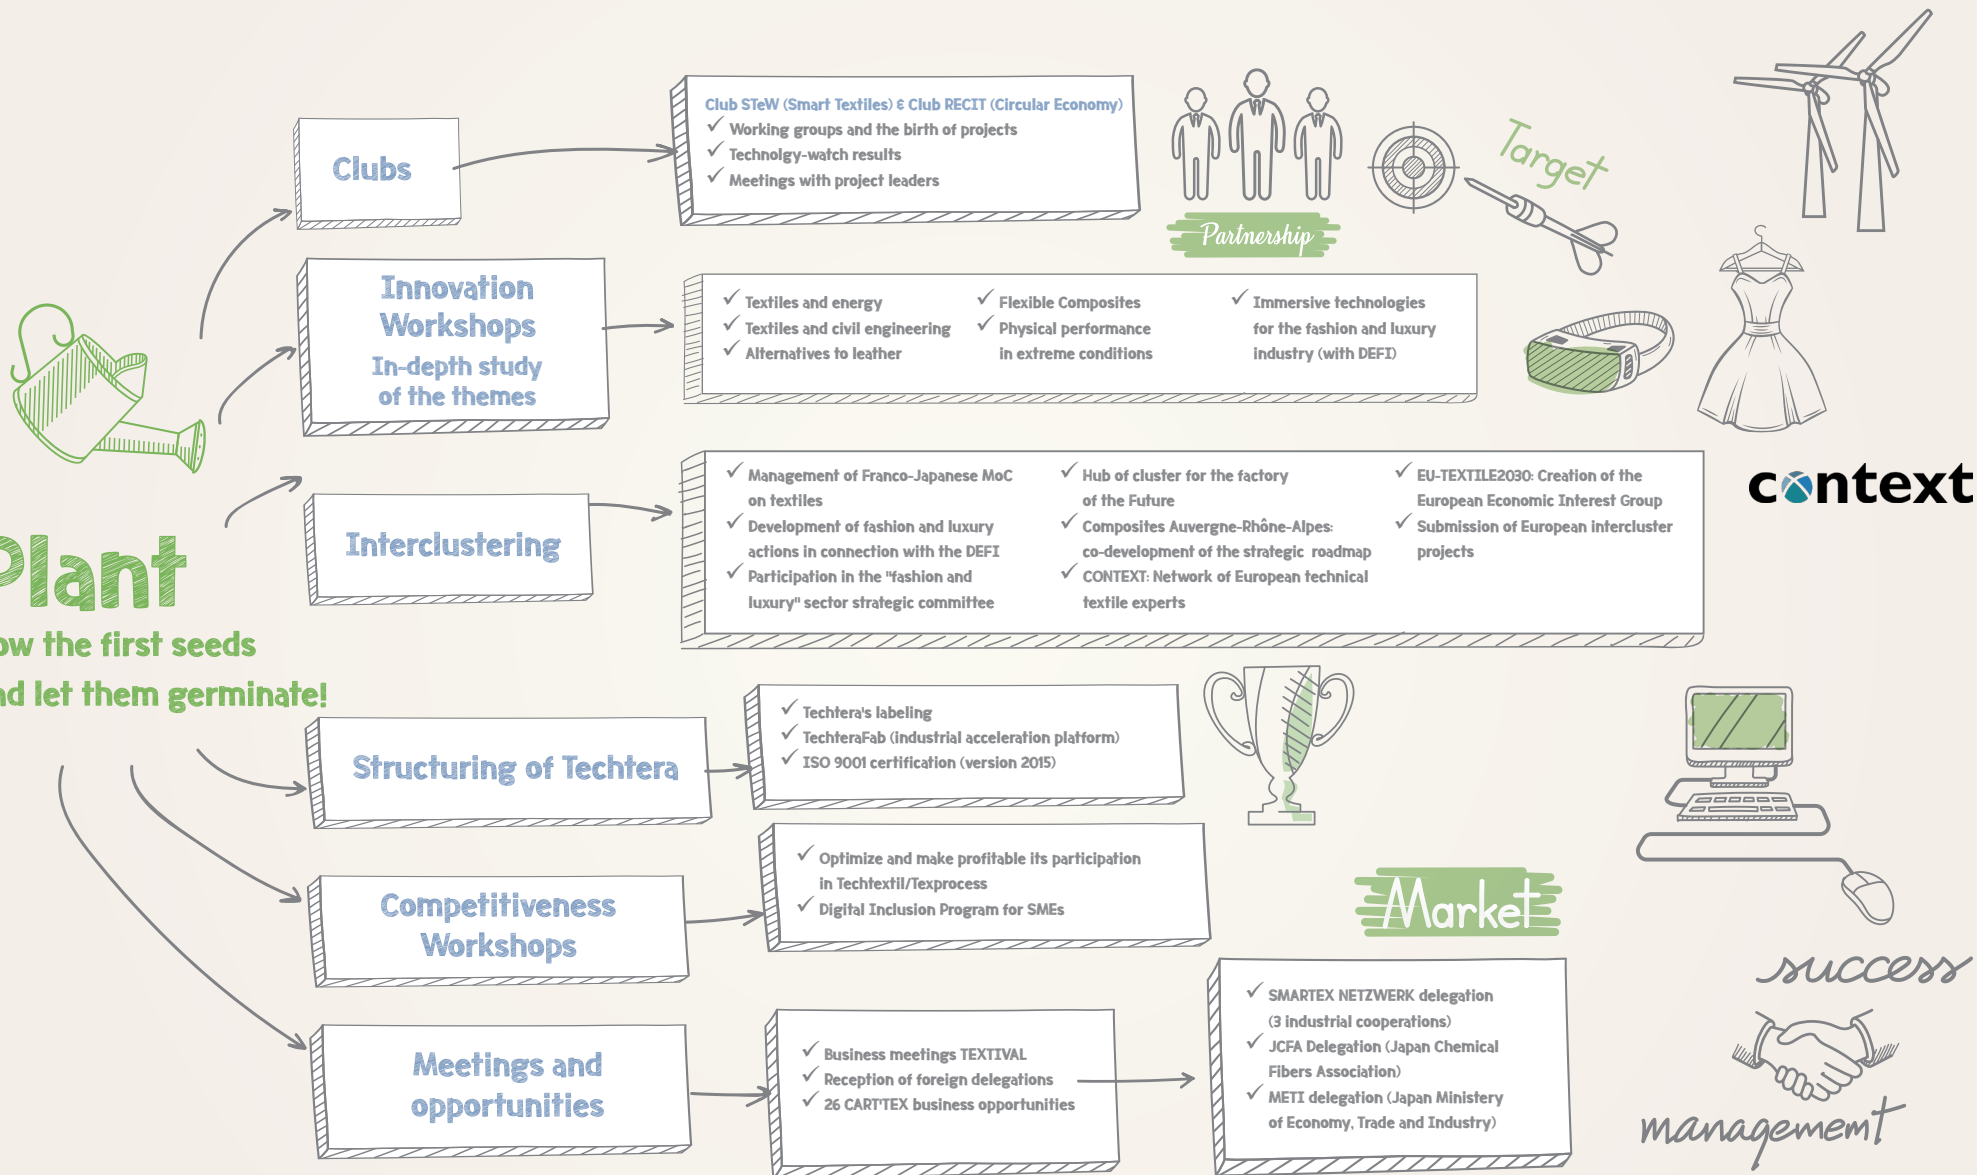 Plant
ow the first seeds
nd let them germinate!
Clubs
Club STeW (Smart Textiles) & Club RECIT (Circular Economy)
✓ Working groups and the birth of projects
✓ Technolgy-watch results
✓ Meetings with project leaders
Partnership
Target
Innovation
Workshops
In-depth study
of the themes
✓ Textiles and energy
✓ Textiles and civil engineering
✓ Alternatives to leather
✓ Flexible Composites
✓ Physical performance
in extreme conditions
✓ Immersive technologies
for the fashion and luxury
industry (with DEFI)
Interclustering
✓ Management of Franco-Japanese MoC
on textiles
✓ Development of fashion and luxury
actions in connection with the DEFI
✓ Participation in the "fashion and
luxury" sector strategic committee
✓ Hub of cluster for the factory
of the Future
✓ Composites Auvergne-Rhône-Alpes:
co-development of the strategic roadmap
✓ CONTEXT: Network of European technical
textile experts
✓ EU-TEXTILE2030: Creation of the
European Economic Interest Group
✓ Submission of European intercluster
projects
context
Structuring of Techtera
✓ Techtera's labeling
✓ TechteraFab (industrial acceleration platform)
✓ ISO 9001 certification (version 2015)
Competitiveness
Workshops
✓ Optimize and make profitable its participation
in Techtextil/Texprocess
✓ Digital Inclusion Program for SMEs
Market
Meetings and
opportunities
✓ Business meetings TEXTIVAL
✓ Reception of foreign delegations
✓ 26 CART'TEX business opportunities
✓ SMARTEX NETZWERK delegation
(3 industrial cooperations)
✓ JCFA Delegation (Japan Chemical
Fibers Association)
✓ METI delegation (Japan Ministery
of Economy, Trade and Industry)
success
management